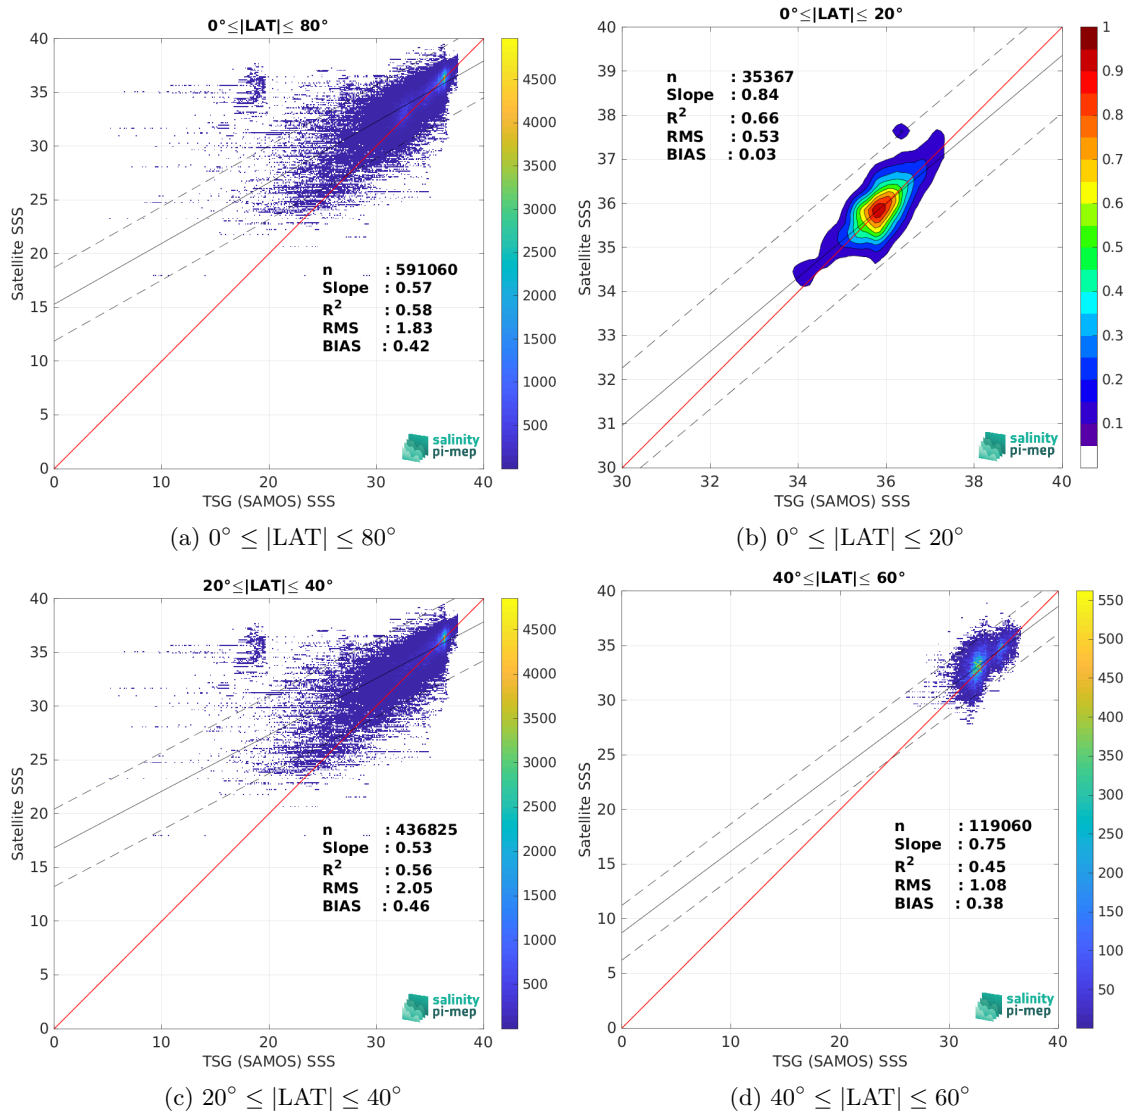 0°≤|LAT|≤ 80°
40
35
30
25
20
15
10
5
0
Satellite SSS
n : 591060
Slope : 0.57
R² : 0.58
RMS : 1.83
BIAS : 0.42
salinity
pi-mep
0 10 20 30 40
TSG (SAMOS) SSS
4500
4000
3500
3000
2500
2000
1500
1000
500
(a) 0° ≤ |LAT| ≤ 80°
0°≤|LAT|≤ 20°
40
39
38
37
36
35
34
33
32
31
30
Satellite SSS
n : 35367
Slope : 0.84
R² : 0.66
RMS : 0.53
BIAS : 0.03
salinity
pi-mep
30 32 34 36 38 40
TSG (SAMOS) SSS
1
0.9
0.8
0.7
0.6
0.5
0.4
0.3
0.2
0.1
(b) 0° ≤ |LAT| ≤ 20°
20°≤|LAT|≤ 40°
40
35
30
25
20
15
10
5
0
Satellite SSS
n : 436825
Slope : 0.53
R² : 0.56
RMS : 2.05
BIAS : 0.46
salinity
pi-mep
0 10 20 30 40
TSG (SAMOS) SSS
4500
4000
3500
3000
2500
2000
1500
1000
500
(c) 20° ≤ |LAT| ≤ 40°
40°≤|LAT|≤ 60°
40
35
30
25
20
15
10
5
0
Satellite SSS
n : 119060
Slope : 0.75
R² : 0.45
RMS : 1.08
BIAS : 0.38
salinity
pi-mep
0 10 20 30 40
TSG (SAMOS) SSS
550
500
450
400
350
300
250
200
150
100
50
(d) 40° ≤ |LAT| ≤ 60°